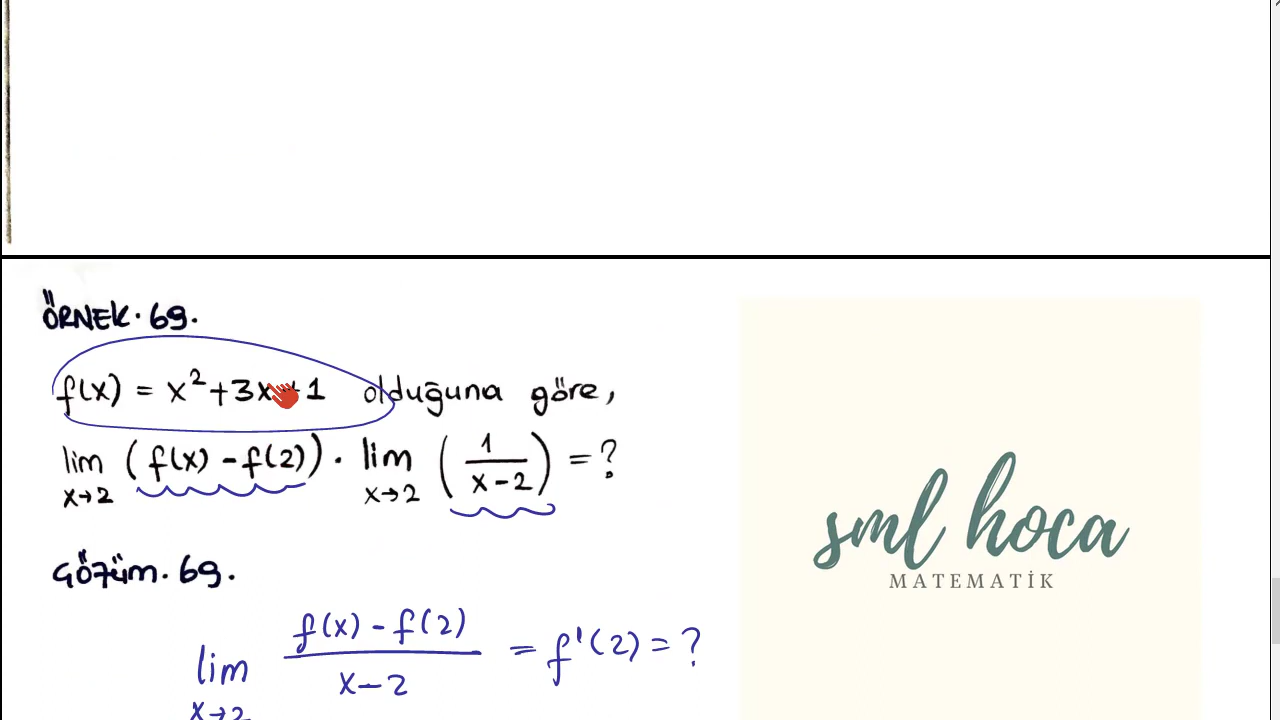 ÖRNEK. 69.
f(x) = x²+3x+1 olduğuna göre,
lim x→2 (f(x) - f(2)) · lim x→2 (1/(x-2)) = ?
ÇÖZÜM. 69.
lim x→2 (f(x) - f(2))/(x-2) = f'(2) = ?
sml hoca
MATEMATİK